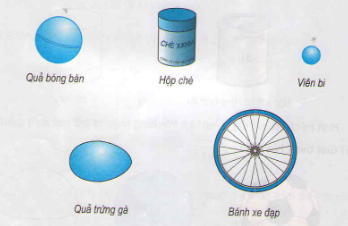 CHÈ XANH
Quả bóng bàn
Hộp chè
Viên bi
Quả trứng gà
Bánh xe đạp